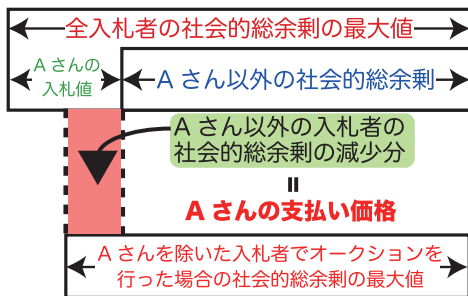 全入札者の社会的総余剰の最大値
Aさんの
入札値
Aさん以外の社会的総余剰
Aさん以外の入札者の
社会的総余剰の減少分
=
Aさんの支払い価格
Aさんを除いた入札者でオークションを
行った場合の社会的総余剰の最大値